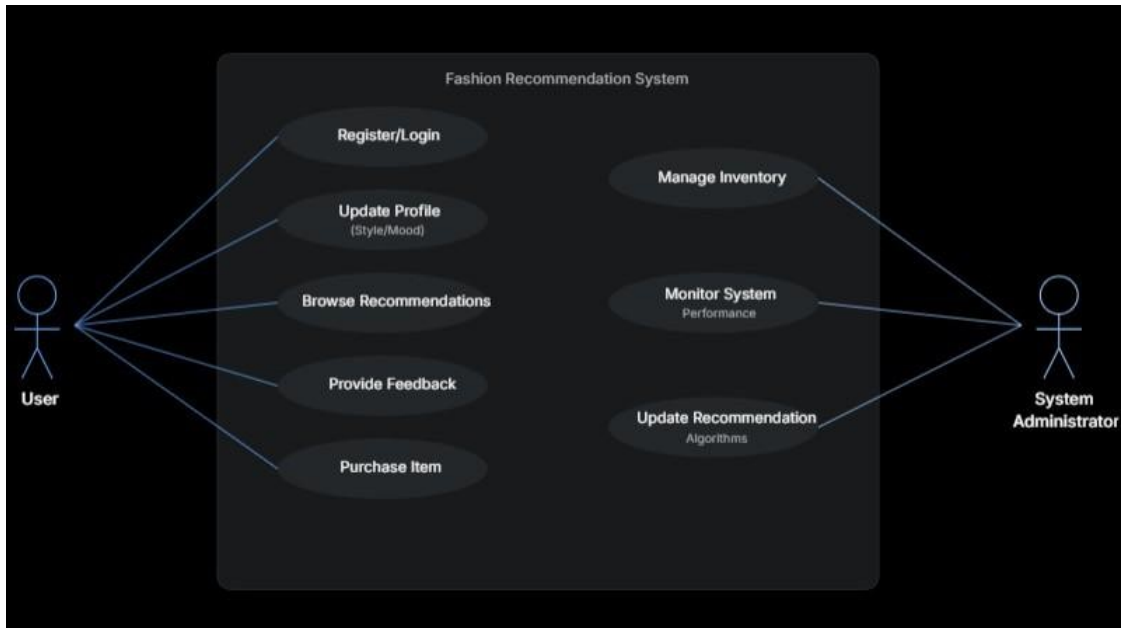 Fashion Recommendation System
Register/Login
Update Profile
(Style/Mood)
Browse Recommendations
Provide Feedback
Purchase Item
Manage Inventory
Monitor System
Performance
Update Recommendation
Algorithms
User
System
Administrator